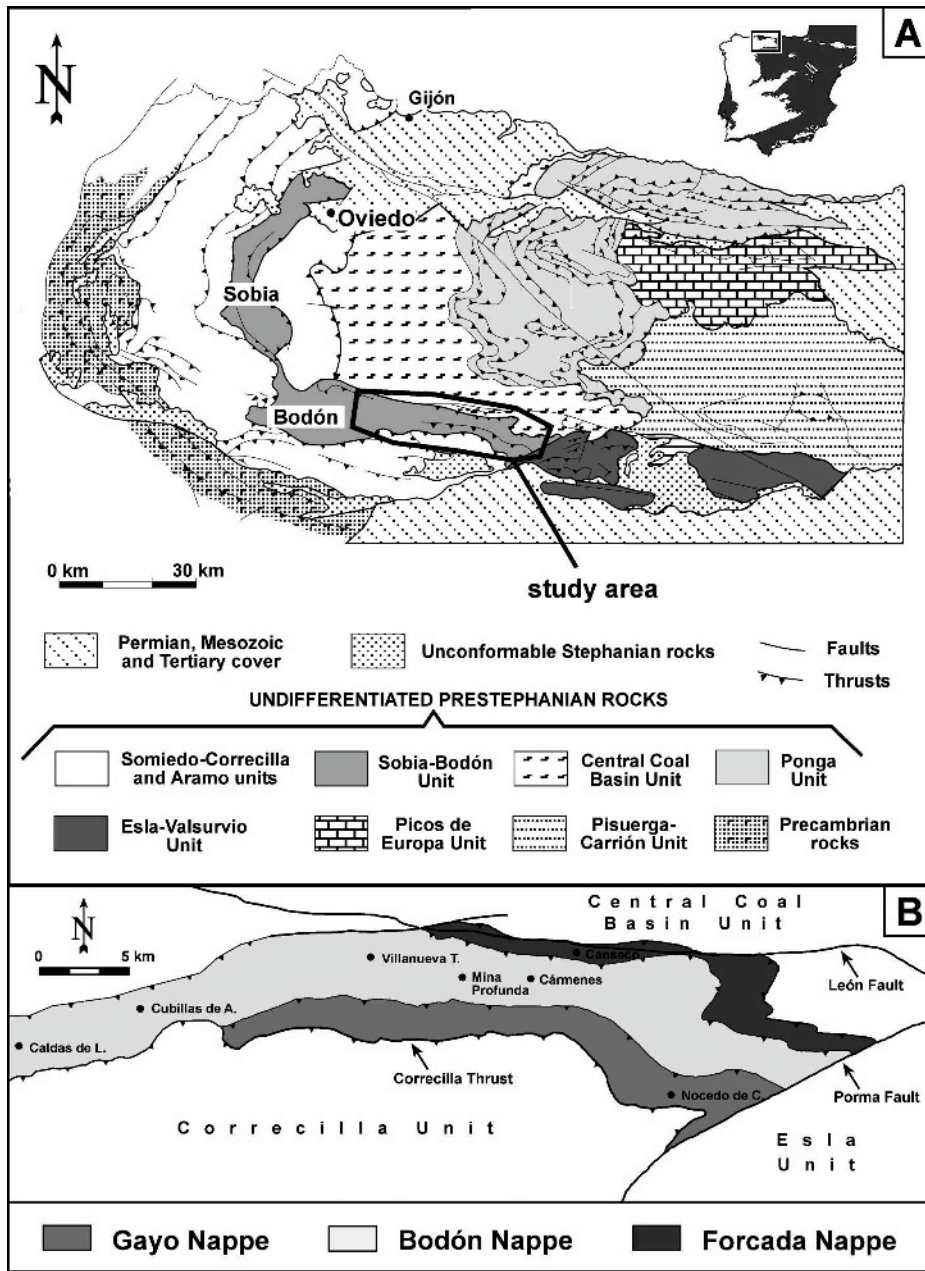 A
N
Gijón
Oviedo
Sobia
Bodón
0 km 30 km
study area
Permian, Mesozoic
and Tertiary cover
Unconformable Stephanian rocks
Faults
Thrusts
UNDIFFERENTIATED PRESTEPHANIAN ROCKS
Somiedo-Correcilla
and Aramo units
Sobia-Bodón
Unit
Central Coal
Basin Unit
Ponga
Unit
Esla-Valsurvio
Unit
Picos de
Europa Unit
Pisuerga-
Carrión Unit
Precambrian
rocks
B
N
0 5 km
Central Coal
Basin Unit
Villanueva T.
Canseco
Mina
Profunda
Cármenes
León Fault
Cubillas de A.
Caldas de L.
Correcilla Thrust
Nocedo de C.
Porma Fault
Correcilla Unit
Esla
Unit
Gayo Nappe
Bodón Nappe
Forcada Nappe